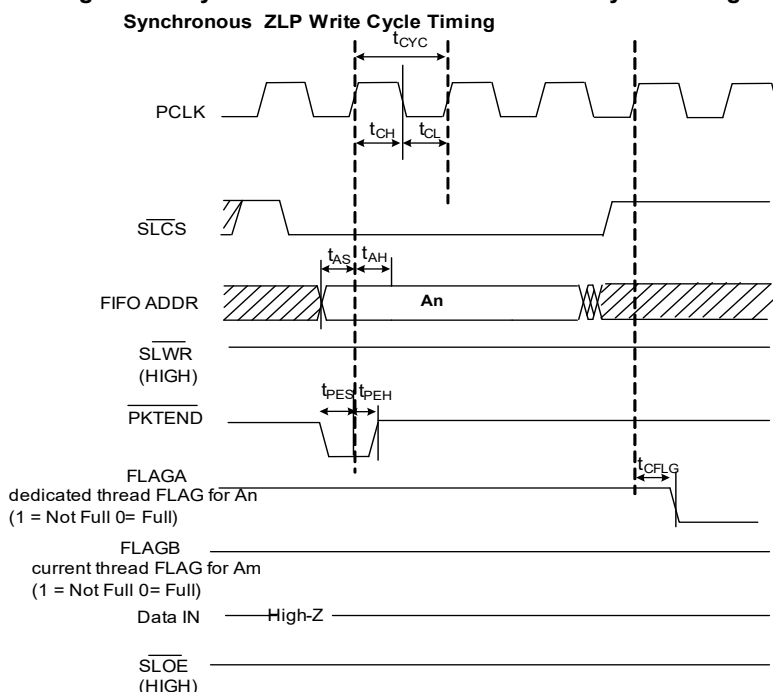 Synchronous ZLP Write Cycle Timing
tCYC
PCLK
tCH
tCL
SLCS
tAS
tAH
FIFO ADDR
An
SLWR
(HIGH)
tPES
tPEH
PKTEND
tCFLG
FLAGA
dedicated thread FLAG for An
(1 = Not Full 0= Full)
FLAGB
current thread FLAG for Am
(1 = Not Full 0= Full)
Data IN
High-Z
SLOE
(HIGH)